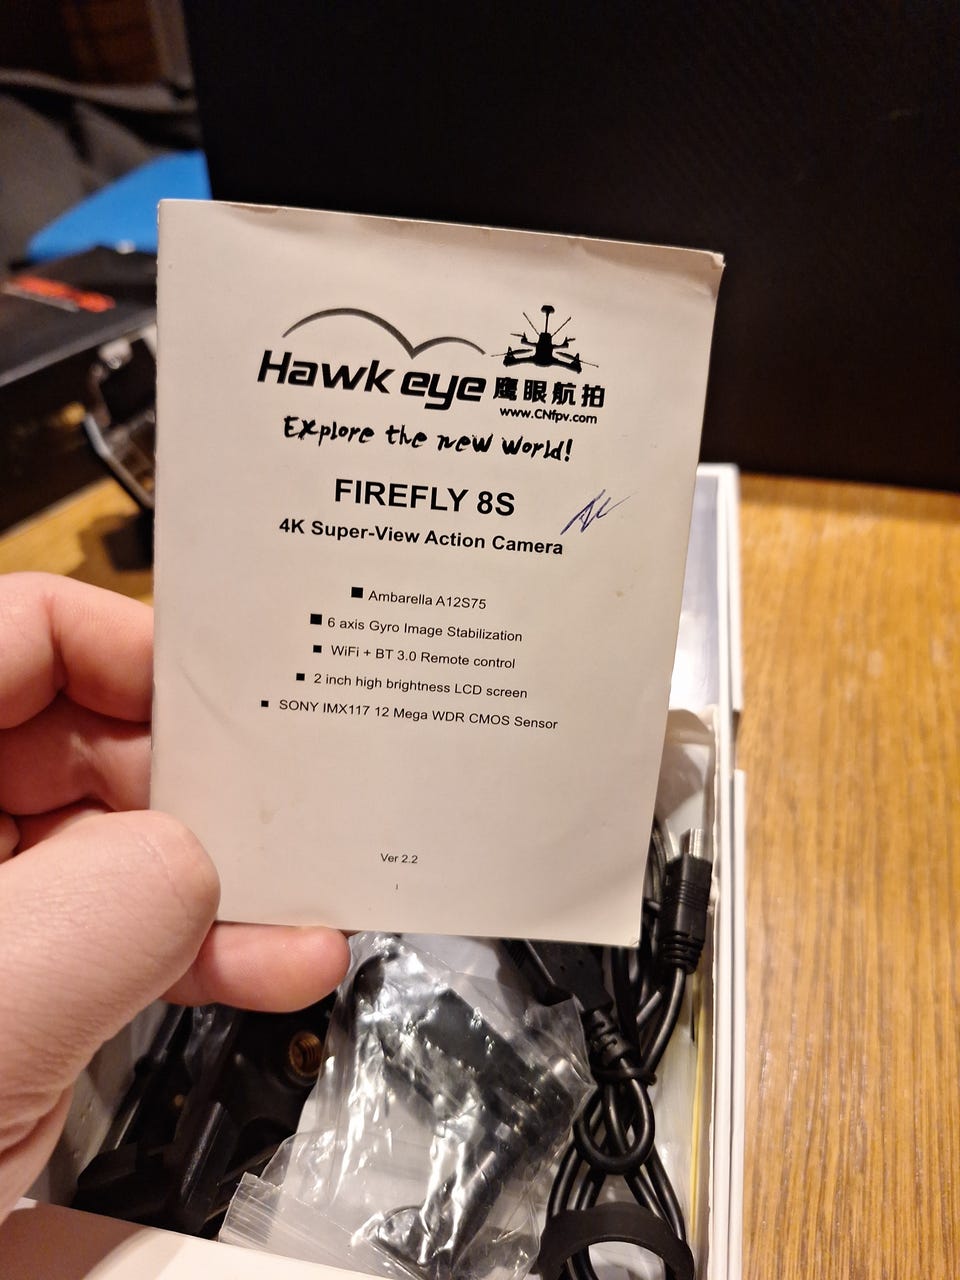 Hawk eye 鹰眼航拍
www.CNfpv.com
Explore the new world!
FIREFLY 8S
4K Super-View Action Camera
■ Ambarella A12S75
■ 6 axis Gyro Image Stabilization
■ WiFi + BT 3.0 Remote control
■ 2 inch high brightness LCD screen
■ SONY IMX117 12 Mega WDR CMOS Sensor
Ver 2.2